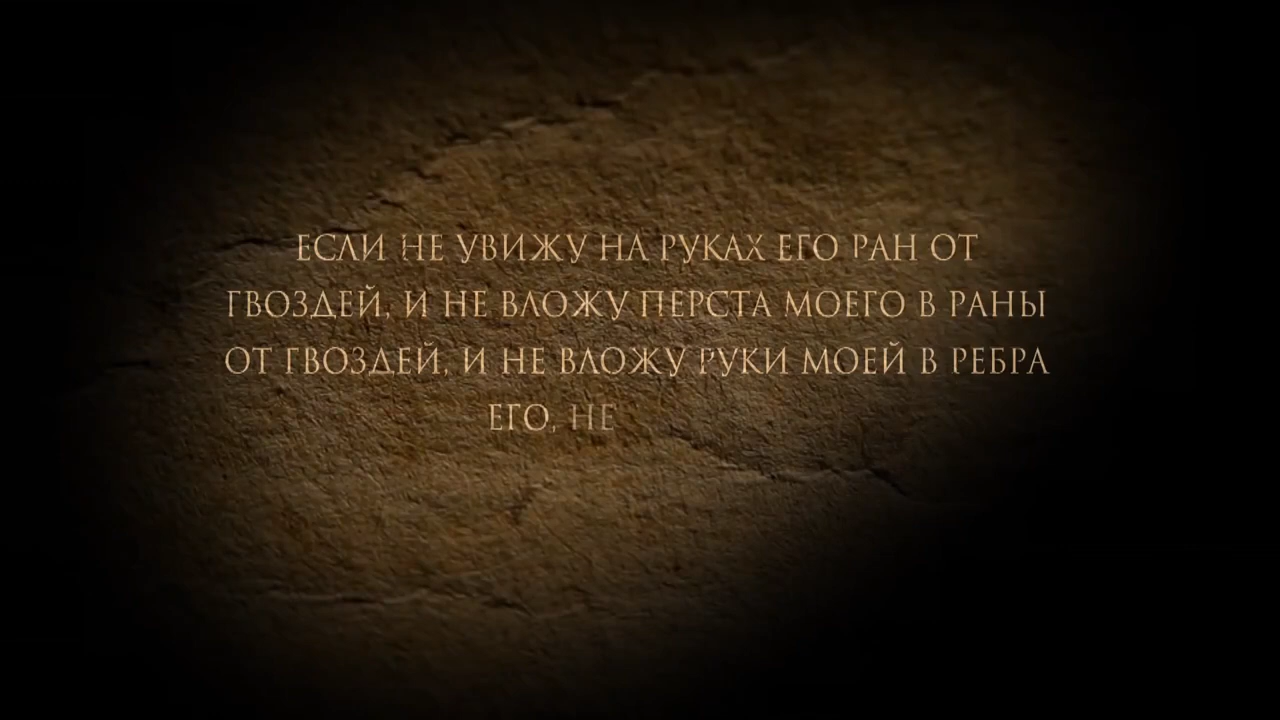 ЕСЛИ НЕ УВИЖУ НА РУКАХ ЕГО РАН ОТ
ГВОЗДЕЙ, И НЕ ВЛОЖУ ПЕРСТА МОЕГО В РАНЫ
ОТ ГВОЗДЕЙ, И НЕ ВЛОЖУ РУКИ МОЕЙ В РЕБРА
ЕГО, НЕ